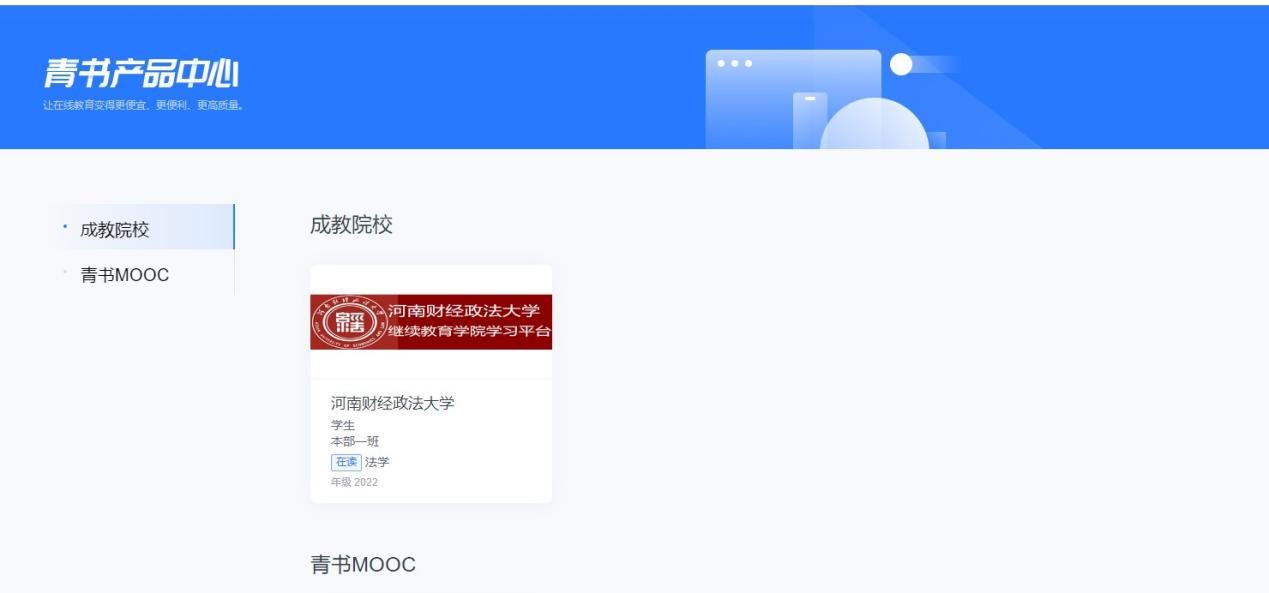 青书产品中心
让在线教育变得更便宜、更便利、更高质量。
成教院校
青书MOOC
成教院校
河南财经政法大学
继续教育学院学习平台
河南财经政法大学
学生
本部一班
在读 法学
年级 2022
青书MOOC